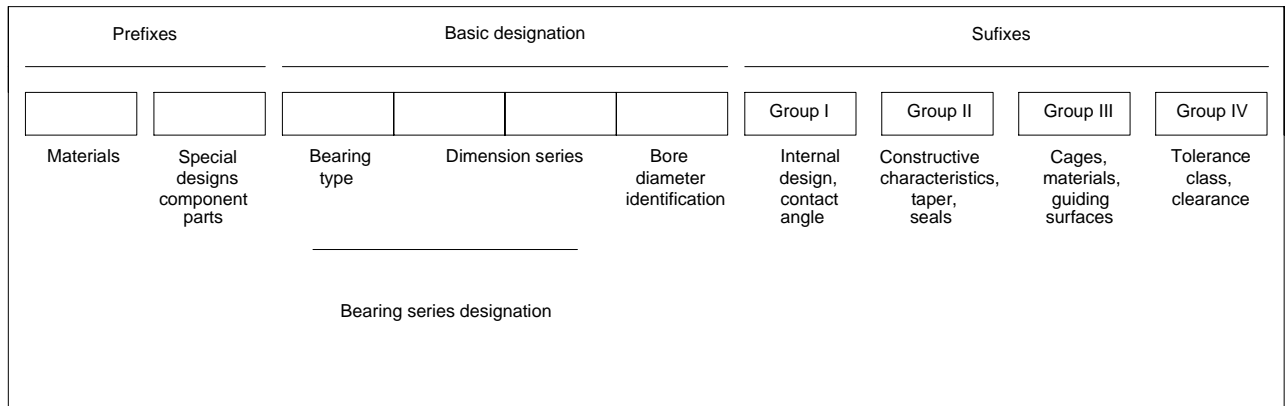 Prefixes
Basic designation
Sufixes
Group I
Group II
Group III
Group IV
Materials
Special
designs
component
parts
Bearing
type
Dimension series
Bore
diameter
identification
Internal
design,
contact
angle
Constructive
characteristics,
taper,
seals
Cages,
materials,
guiding
surfaces
Tolerance
class,
clearance
Bearing series designation